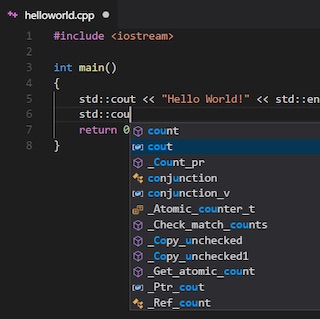 helloworld.cpp
1 #include <iostream>
2
3 int main()
4 {
5 std::cout << "Hello World!" << std::en
6 std::cou
7 return 0
8 }
count
cout
_Count_pr
conjunction
conjunction_v
_Atomic_counter_t
_Check_match_counts
_Copy_unchecked
_Copy_unchecked1
_Get_atomic_count
_Ptr_cout
_Ref_count